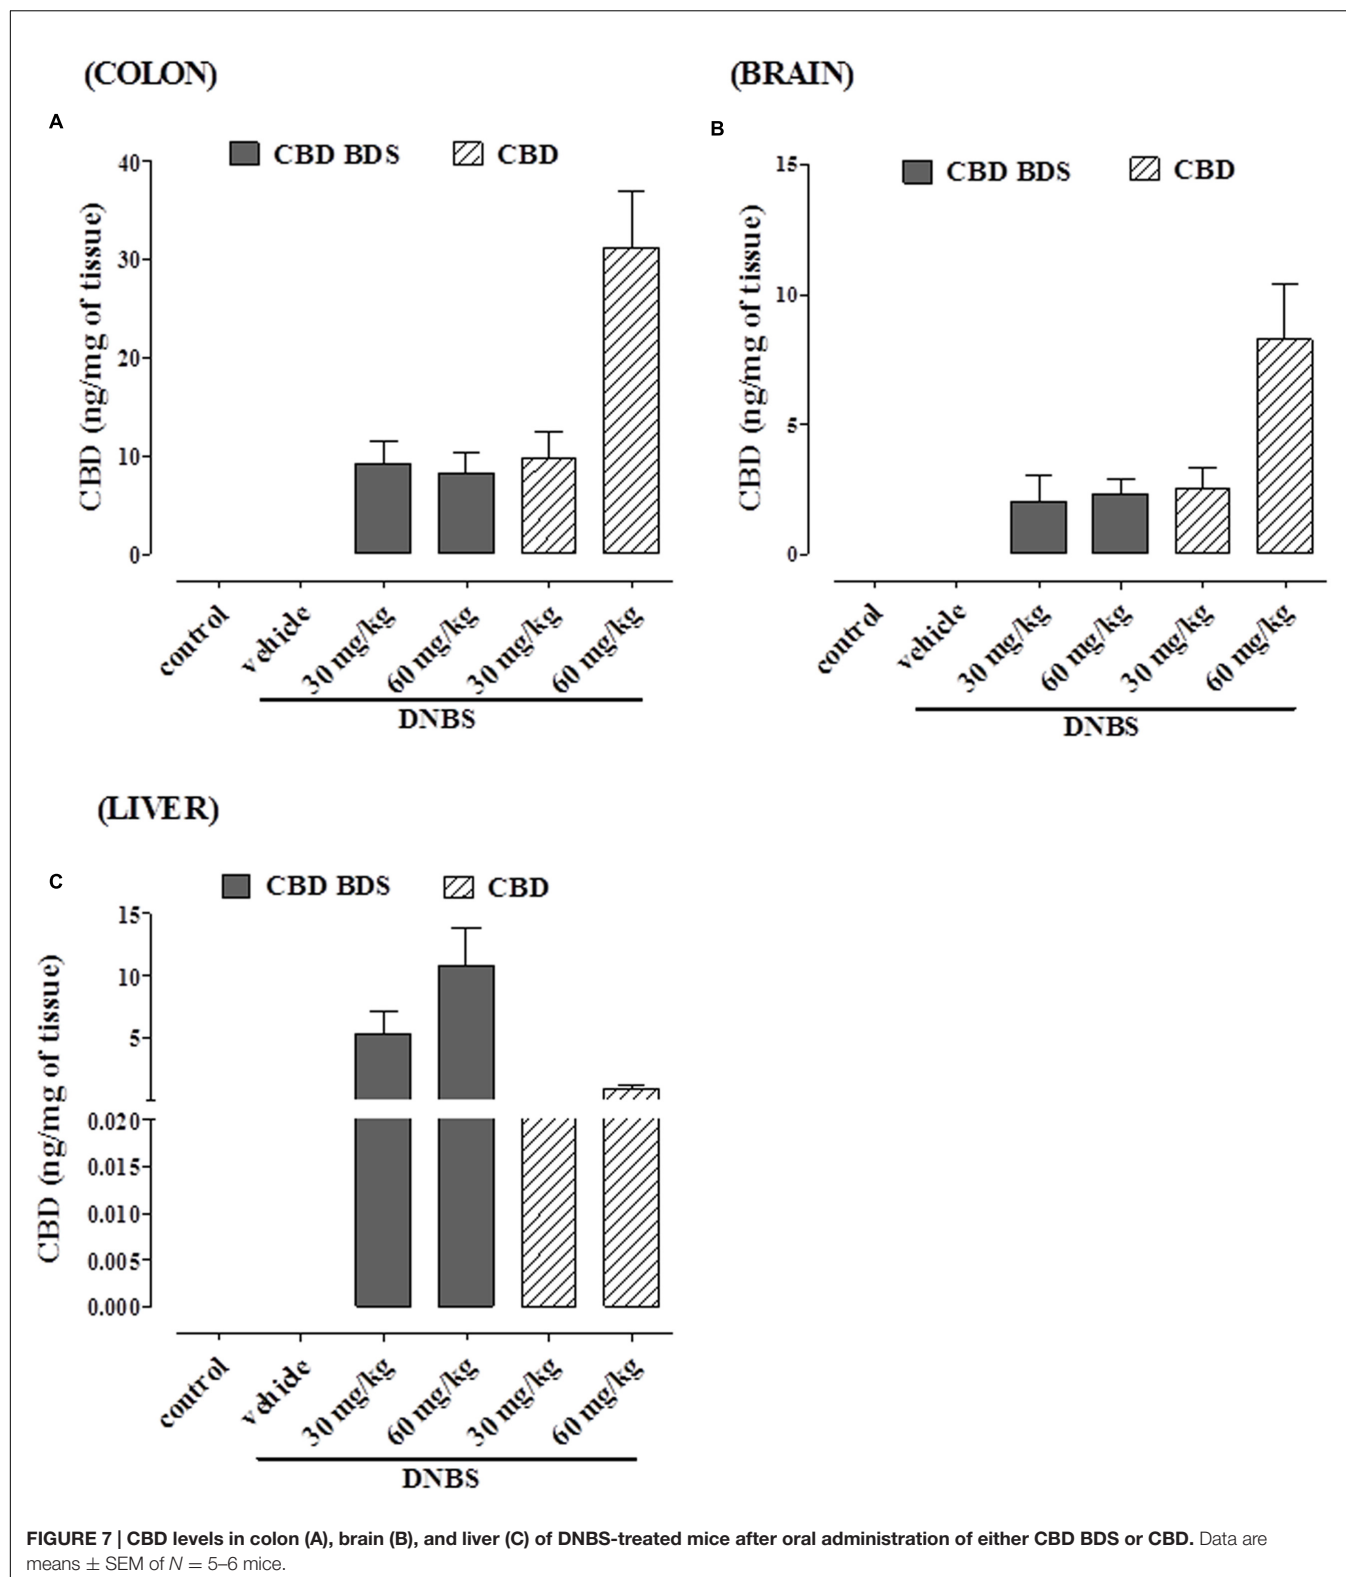 (COLON)
A
CBD BDS CBD
CBD (ng/mg of tissue)
40
30
20
10
0
control vehicle 30 mg/kg 60 mg/kg 30 mg/kg 60 mg/kg
DNBS
(BRAIN)
B
CBD BDS CBD
CBD (ng/mg of tissue)
15
10
5
0
control vehicle 30 mg/kg 60 mg/kg 30 mg/kg 60 mg/kg
DNBS
(LIVER)
C
CBD BDS CBD
CBD (ng/mg of tissue)
15
10
5
0.020
0.015
0.010
0.005
0.000
control vehicle 30 mg/kg 60 mg/kg 30 mg/kg 60 mg/kg
DNBS
FIGURE 7 | CBD levels in colon (A), brain (B), and liver (C) of DNBS-treated mice after oral administration of either CBD BDS or CBD. Data are
means ± SEM of N = 5–6 mice.